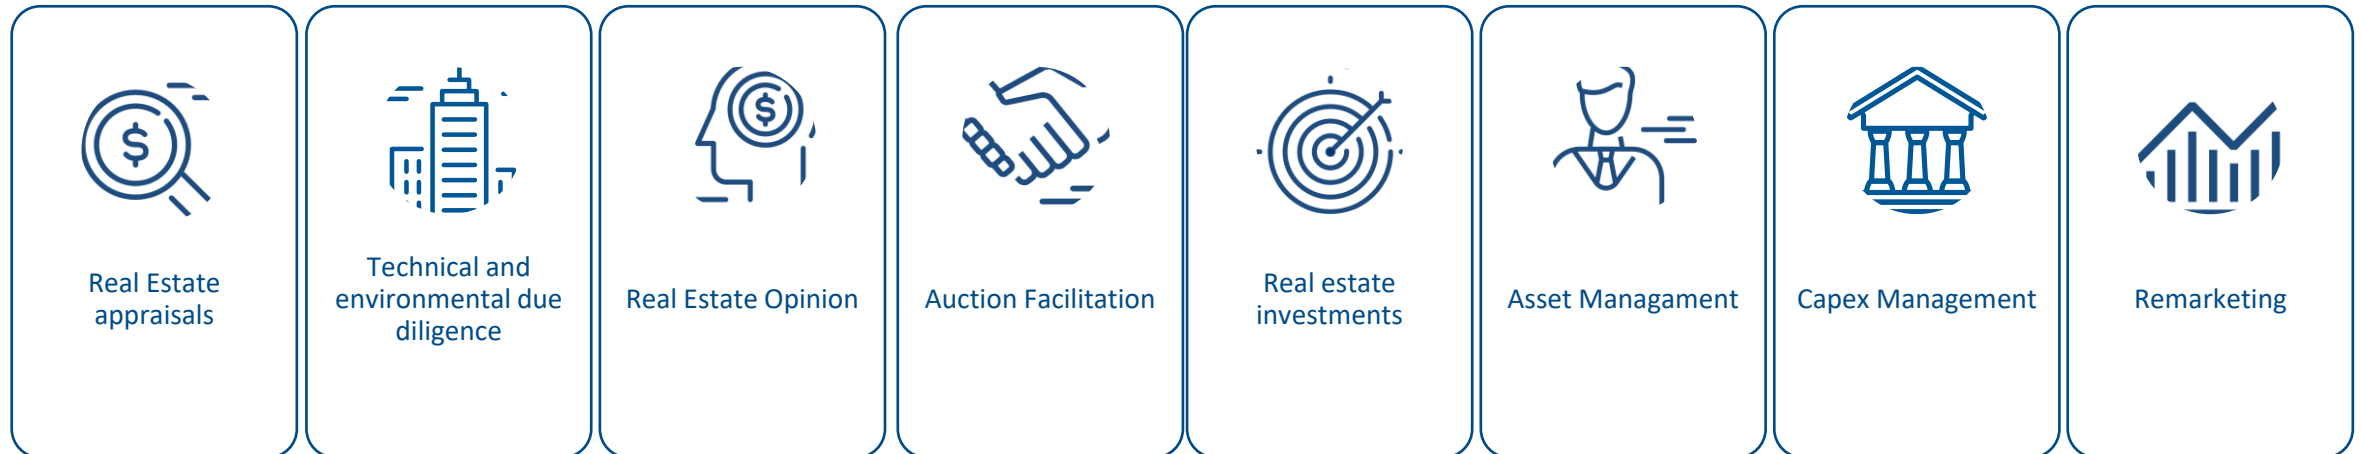 Real Estate
appraisals
Technical and
environmental due
diligence
Real Estate Opinion
Auction Facilitation
Real estate
investments
Asset Managament
Capex Management
Remarketing